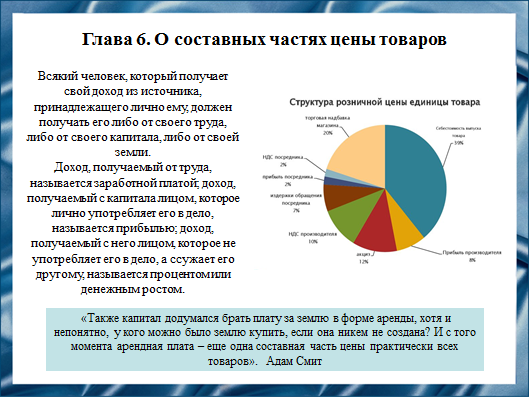 Глава 6. О составных частях цены товаров
Всякий человек, который получает
свой доход из источника,
принадлежащего лично ему, должен
получать его либо от своего труда,
либо от своего капитала, либо от своей
земли.
Доход, получаемый от труда,
называется заработной платой; доход,
получаемый с капитала лицом, которое
лично употребляет его в дело,
называется прибылью; доход,
получаемый с него лицом, которое не
употребляет его в дело, а ссужает его
другому, называется процентом или
денежным ростом.
Структура розничной цены единицы товара
торговая надбавка
магазина
20%
НДС посредника
2%
прибыль посредника
2%
издержки обращения
посредника
7%
НДС производителя
10%
акциз
12%
Прибыль производителя
8%
Себестоимость выпуска
товара
39%
«Также капитал додумался брать плату за землю в форме аренды, хотя и
непонятно, у кого можно было землю купить, если она никем не создана? И с того
момента арендная плата – еще одна составная часть цены практически всех
товаров». Адам Смит